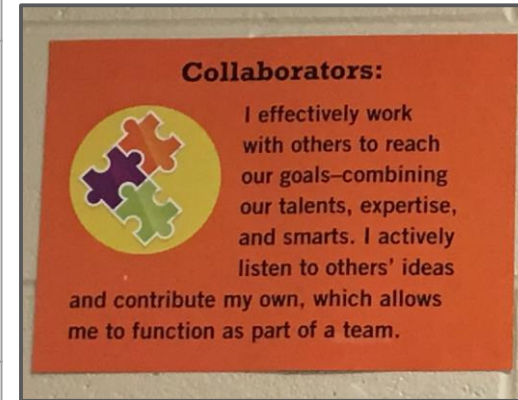 Collaborators:
I effectively work
with others to reach
our goals–combining
our talents, expertise,
and smarts. I actively
listen to others' ideas
and contribute my own, which allows
me to function as part of a team.